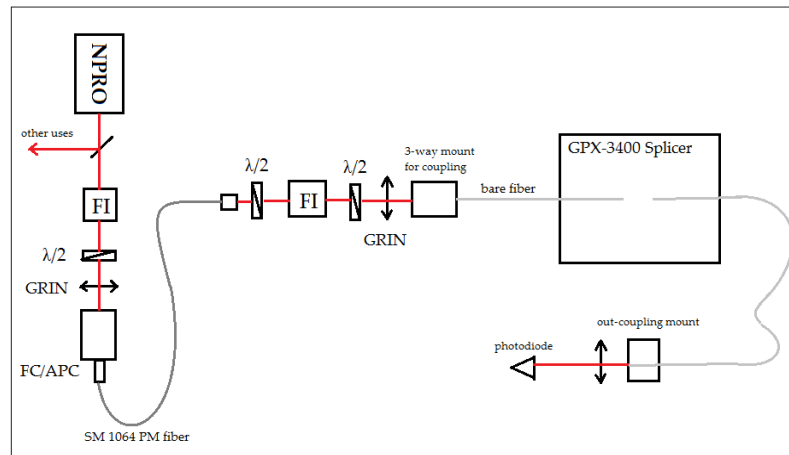 NPRO
other uses
FI
λ/2
GRIN
FC/APC
SM 1064 PM fiber
λ/2
FI
λ/2
GRIN
3-way mount
for coupling
bare fiber
GPX-3400 Splicer
out-coupling mount
photodiode